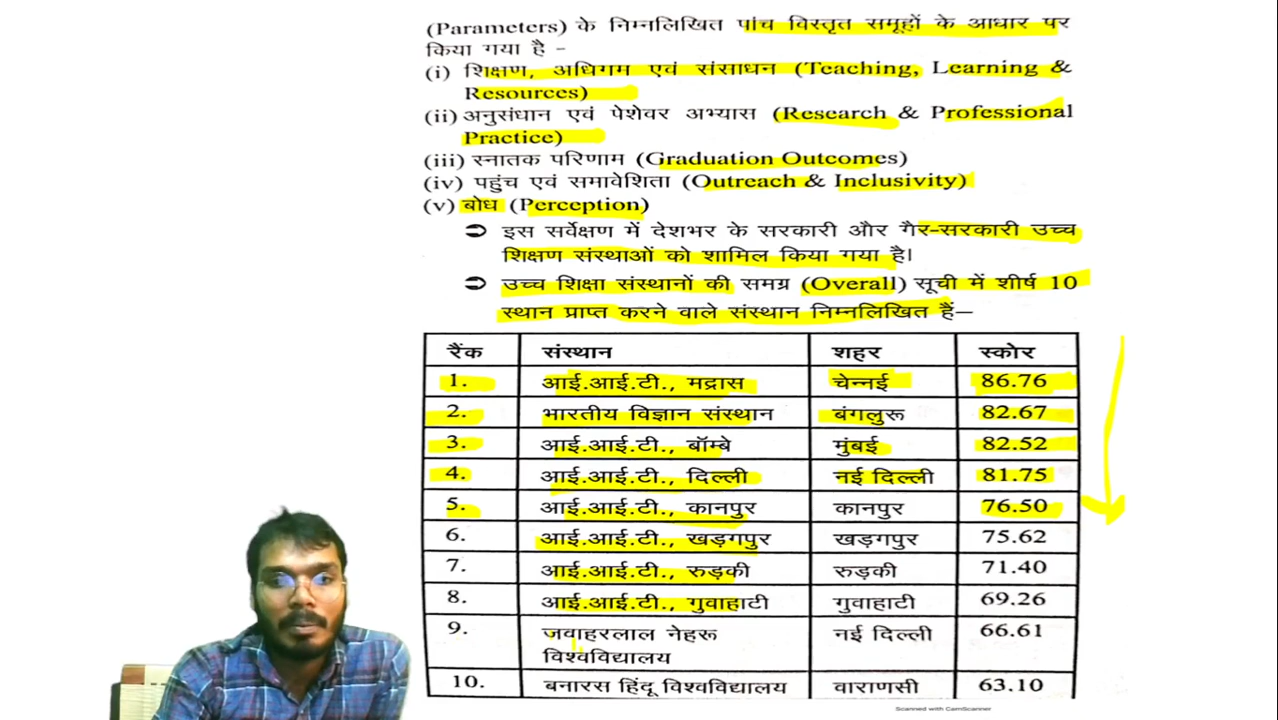 (Parameters) के निम्नलिखित पांच विस्तृत समूहों के आधार पर
किया गया है -
(i) शिक्षण, अधिगम एवं संसाधन (Teaching, Learning &
Resources)
(ii) अनुसंधान एवं पेशेवर अभ्यास (Research & Professional
Practice)
(iii) स्नातक परिणाम (Graduation Outcomes)
(iv) पहुंच एवं समावेशिता (Outreach & Inclusivity)
(v) बोध (Perception)
➲ इस सर्वेक्षण में देशभर के सरकारी और गैर-सरकारी उच्च
शिक्षण संस्थाओं को शामिल किया गया है।
➲ उच्च शिक्षा संस्थानों की समग्र (Overall) सूची में शीर्ष 10
स्थान प्राप्त करने वाले संस्थान निम्नलिखित हैं–
रैंक संस्थान शहर स्कोर
1. आई.आई.टी., मद्रास चेन्नई 86.76
2. भारतीय विज्ञान संस्थान बंगलुरू 82.67
3. आई.आई.टी., बॉम्बे मुंबई 82.52
4. आई.आई.टी., दिल्ली नई दिल्ली 81.75
5. आई.आई.टी., कानपुर कानपुर 76.50
6. आई.आई.टी., खड़गपुर खड़गपुर 75.62
7. आई.आई.टी., रुड़की रुड़की 71.40
8. आई.आई.टी., गुवाहाटी गुवाहाटी 69.26
9. जवाहरलाल नेहरू नई दिल्ली 66.61
विश्वविद्यालय
10. बनारस हिंदू विश्वविद्यालय वाराणसी 63.10
Scanned with CamScanner